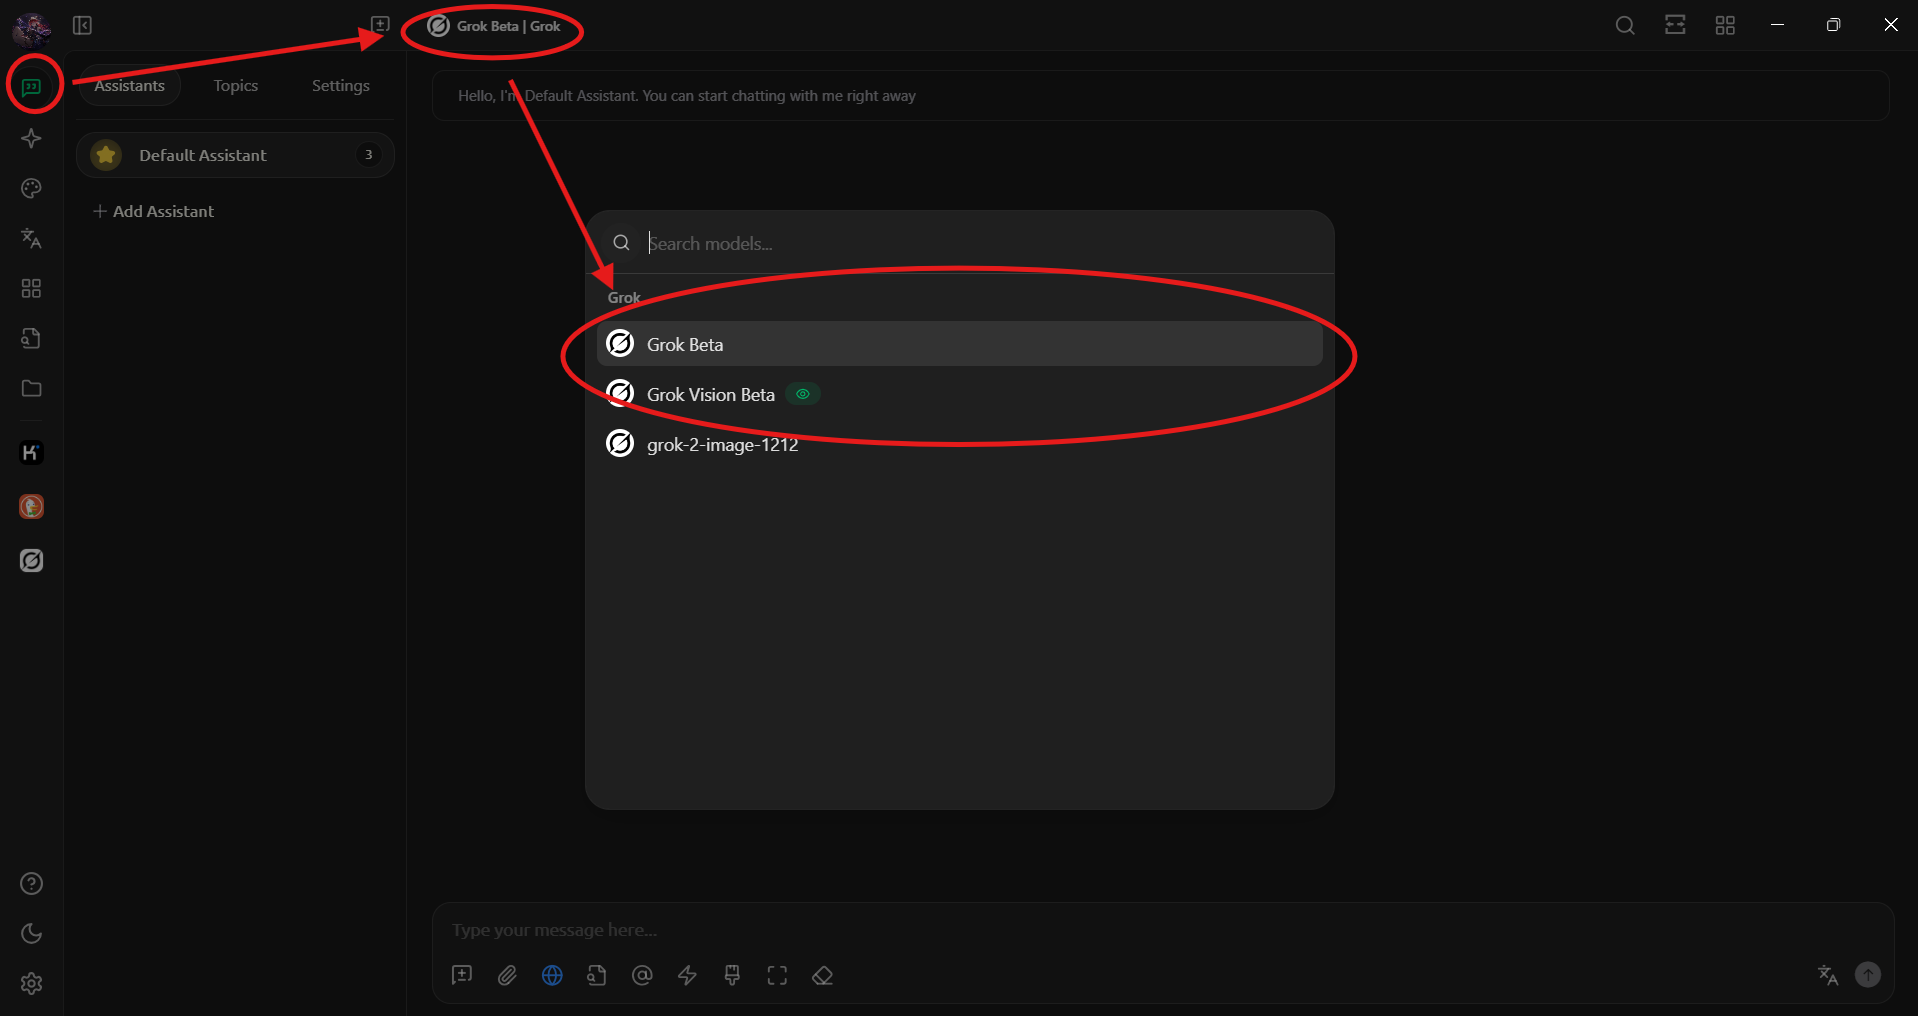 Grok Beta | Grok
Assistants
Topics
Settings
Hello, I'm Default Assistant. You can start chatting with me right away
Default Assistant
3
Add Assistant
Search models...
Grok
Grok Beta
Grok Vision Beta
grok-2-image-1212
Type your message here...